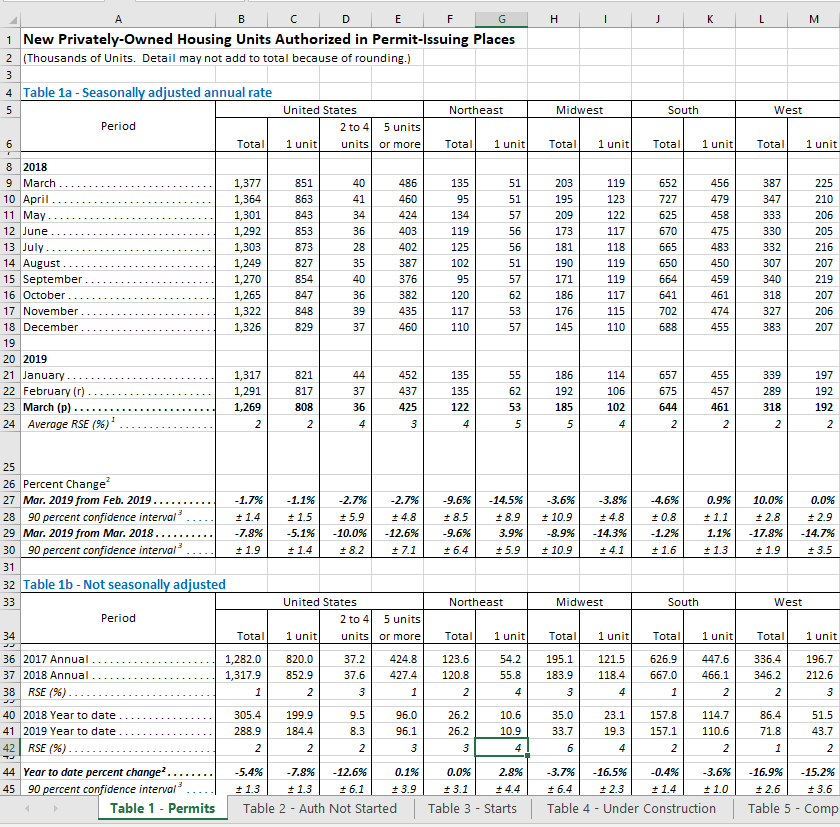 A B C D E F G H I J K L M
1 New Privately-Owned Housing Units Authorized in Permit-Issuing Places
2 (Thousands of Units. Detail may not add to total because of rounding.)
3
4 Table 1a - Seasonally adjusted annual rate
5 United States Northeast Midwest South West
Period
2 to 4 5 units
6 Total 1 unit units or more Total 1 unit Total 1 unit Total 1 unit Total 1 unit
8 2018
9 March 1,377 851 40 486 135 51 203 119 652 456 387 225
10 April 1,364 863 41 460 95 51 195 123 727 479 347 210
11 May 1,301 843 34 424 134 57 209 122 625 458 333 206
12 June 1,292 853 36 403 119 56 173 117 670 475 330 205
13 July 1,303 873 28 402 125 56 181 118 665 483 332 216
14 August 1,249 827 35 387 102 51 190 119 650 450 307 207
15 September 1,270 854 40 376 95 57 171 119 664 459 340 219
16 October 1,265 847 36 382 120 62 186 117 641 461 318 207
17 November 1,322 848 39 435 117 53 176 115 702 474 327 206
18 December 1,326 829 37 460 110 57 145 110 688 455 383 207
19
20 2019
21 January 1,317 821 44 452 135 55 186 114 657 455 339 197
22 February (r) 1,291 817 37 437 135 62 192 106 675 457 289 192
23 March (p) 1,269 808 36 425 122 53 185 102 644 461 318 192
24 Average RSE (%) 1 2 2 4 3 4 5 5 4 2 2 2 2
25
26 Percent Change2
27 Mar. 2019 from Feb. 2019 -1.7% -1.1% -2.7% -2.7% -9.6% -14.5% -3.6% -3.8% -4.6% 0.9% 10.0% 0.0%
28 90 percent confidence interval 3 ± 1.4 ± 1.5 ± 5.9 ± 4.8 ± 8.5 ± 8.9 ± 10.9 ± 4.8 ± 0.8 ± 1.1 ± 2.8 ± 2.9
29 Mar. 2019 from Mar. 2018 -7.8% -5.1% -10.0% -12.6% -9.6% 3.9% -8.9% -14.3% -1.2% 1.1% -17.8% -14.7%
30 90 percent confidence interval 3 ± 1.9 ± 1.4 ± 8.2 ± 7.1 ± 6.4 ± 5.9 ± 10.9 ± 4.1 ± 1.6 ± 1.3 ± 1.9 ± 3.5
31
32 Table 1b - Not seasonally adjusted
33 United States Northeast Midwest South West
Period
2 to 4 5 units
34 Total 1 unit units or more Total 1 unit Total 1 unit Total 1 unit Total 1 unit
36 2017 Annual 1,282.0 820.0 37.2 424.8 123.6 54.2 195.1 121.5 626.9 447.6 336.4 196.7
37 2018 Annual 1,317.9 852.9 37.6 427.4 120.8 55.8 183.9 118.4 667.0 466.1 346.2 212.6
38 RSE (%) 1 2 3 1 2 4 3 4 1 2 2 3
40 2018 Year to date 305.4 199.9 9.5 96.0 26.2 10.6 35.0 23.1 157.8 114.7 86.4 51.5
41 2019 Year to date 288.9 184.4 8.3 96.1 26.2 10.9 33.7 19.3 157.1 110.6 71.8 43.7
42 RSE (%) 2 2 2 3 3 4 6 4 2 2 1 2
44 Year to date percent change2 -5.4% -7.8% -12.6% 0.1% 0.0% 2.8% -3.7% -16.5% -0.4% -3.6% -16.9% -15.2%
45 90 percent confidence interval 3 ± 1.3 ± 1.3 ± 6.1 ± 3.9 ± 3.1 ± 4.4 ± 6.4 ± 2.3 ± 1.4 ± 1.0 ± 2.6 ± 3.6
Table 1 - Permits Table 2 - Auth Not Started Table 3 - Starts Table 4 - Under Construction Table 5 - Comp